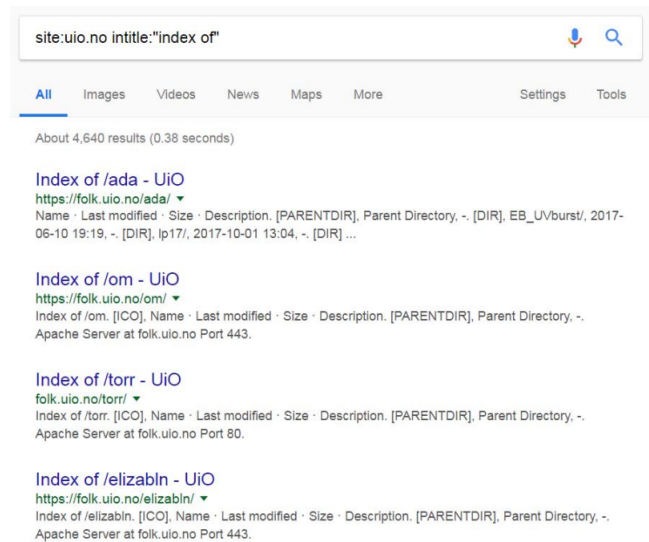 site:uio.no intitle:"index of"
All Images Videos News Maps More Settings Tools
About 4,640 results (0.38 seconds)
Index of /ada - UiO
https://folk.uio.no/ada/
Name · Last modified · Size · Description. [PARENTDIR], Parent Directory, -. [DIR], EB_UVburst/, 2017-
06-10 19:19, -. [DIR], lp17/, 2017-10-01 13:04, -. [DIR] ...
Index of /om - UiO
https://folk.uio.no/om/
Index of /om. [ICO], Name · Last modified · Size · Description. [PARENTDIR], Parent Directory, -.
Apache Server at folk.uio.no Port 443.
Index of /torr - UiO
folk.uio.no/torr/
Index of /torr. [ICO], Name · Last modified · Size · Description. [PARENTDIR], Parent Directory, -.
Apache Server at folk.uio.no Port 80.
Index of /elizabln - UiO
https://folk.uio.no/elizabln/
Index of /elizabln. [ICO], Name · Last modified · Size · Description. [PARENTDIR], Parent Directory, -.
Apache Server at folk.uio.no Port 443.